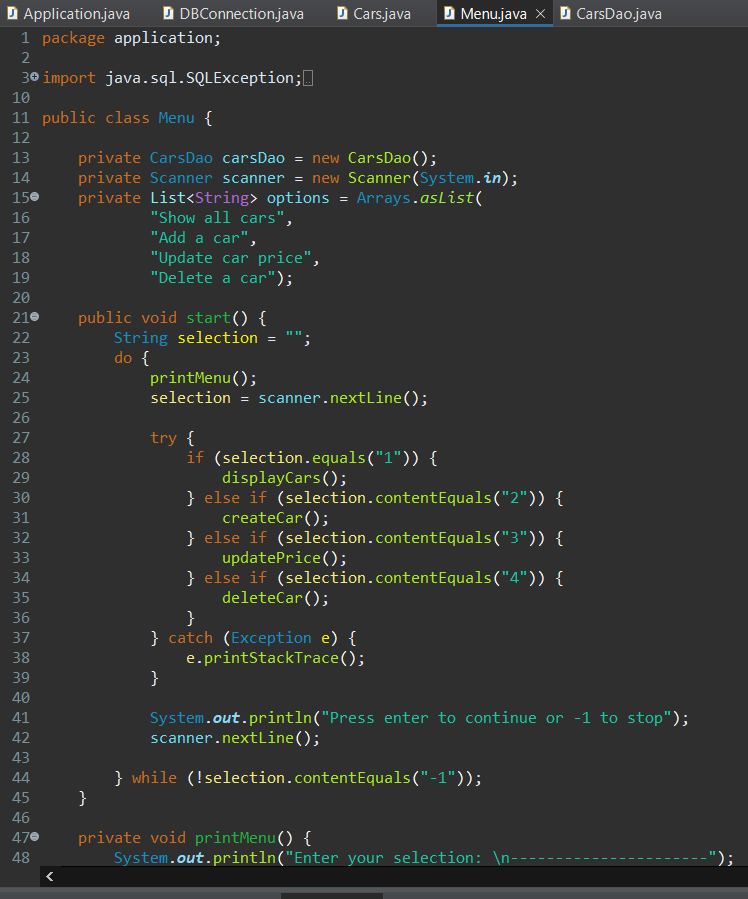 Application.java DBConnection.java Cars.java Menu.java CarsDao.java
1 package application;
2
3 import java.sql.SQLException;
10
11 public class Menu {
12
13     private CarsDao carsDao = new CarsDao();
14     private Scanner scanner = new Scanner(System.in);
15     private List<String> options = Arrays.asList(
16             "Show all cars",
17             "Add a car",
18             "Update car price",
19             "Delete a car");
20
21     public void start() {
22         String selection = "";
23         do {
24             printMenu();
25             selection = scanner.nextLine();
26
27             try {
28                 if (selection.equals("1")) {
29                     displayCars();
30                 } else if (selection.contentEquals("2")) {
31                     createCar();
32                 } else if (selection.contentEquals("3")) {
33                     updatePrice();
34                 } else if (selection.contentEquals("4")) {
35                     deleteCar();
36                 }
37             } catch (Exception e) {
38                 e.printStackTrace();
39             }
40
41             System.out.println("Press enter to continue or -1 to stop");
42             scanner.nextLine();
43
44         } while (!selection.contentEquals("-1"));
45     }
46
47     private void printMenu() {
48         System.out.println("Enter your selection: \n----------------------");